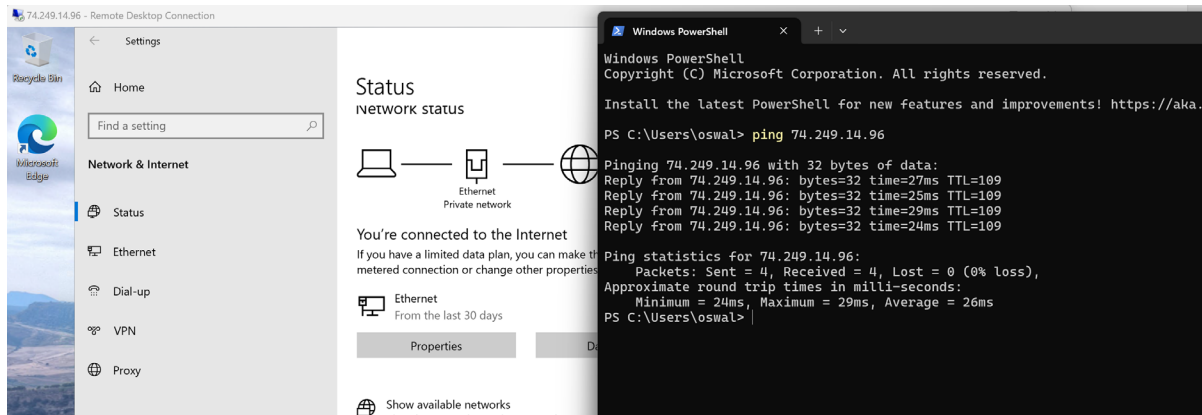 74.249.14.96 - Remote Desktop Connection
Recycle Bin
Microsoft
Edge
Settings
Home
Find a setting
Network & Internet
Status
Ethernet
Dial-up
VPN
Proxy
Status
Network status
Ethernet
Private network
You're connected to the Internet
If you have a limited data plan, you can make th
metered connection or change other properties
Ethernet
From the last 30 days
Properties
Da
Show available networks
Windows PowerShell
Windows PowerShell
Copyright (C) Microsoft Corporation. All rights reserved.
Install the latest PowerShell for new features and improvements! https://aka.
PS C:\Users\oswal> ping 74.249.14.96
Pinging 74.249.14.96 with 32 bytes of data:
Reply from 74.249.14.96: bytes=32 time=27ms TTL=109
Reply from 74.249.14.96: bytes=32 time=25ms TTL=109
Reply from 74.249.14.96: bytes=32 time=29ms TTL=109
Reply from 74.249.14.96: bytes=32 time=24ms TTL=109
Ping statistics for 74.249.14.96:
Packets: Sent = 4, Received = 4, Lost = 0 (0% loss),
Approximate round trip times in milli-seconds:
Minimum = 24ms, Maximum = 29ms, Average = 26ms
PS C:\Users\oswal>